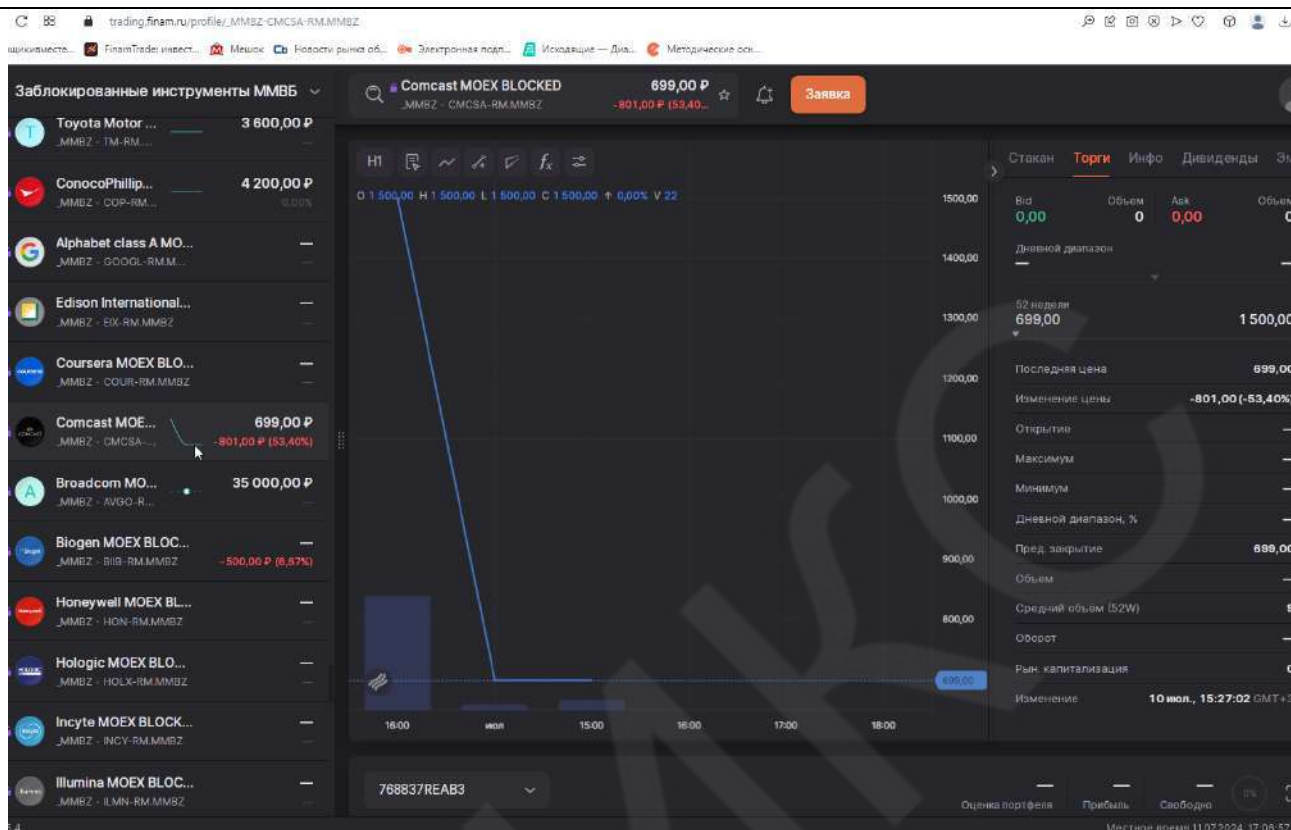 trading.finam.ru/profile/_MMBZ-CMCSA-RM.MMBZ
FinamTrade: инвест... Мешок Новости рынка об... Электронная подп... Исходящие — Диа... Методические осн...
Заблокированные инструменты ММВБ
Toyota Motor ... 3 600,00 ₽
_MMBZ - TM-RM....
ConocoPhillip... 4 200,00 ₽
_MMBZ - COP-RM... 0,00%
Alphabet class A MO... —
_MMBZ - GOOGL-RM.M...
Edison International... —
_MMBZ - EIX-RM.MMBZ
Coursera MOEX BLO... —
_MMBZ - COUR-RM.MMBZ
Comcast MOE... 699,00 ₽
_MMBZ - CMCSA-... -801,00 ₽ (53,40%)
Broadcom MO... 35 000,00 ₽
_MMBZ - AVGO-R...
Biogen MOEX BLOC... —
_MMBZ - BIIB-RM.MMBZ -500,00 ₽ (6,67%)
Honeywell MOEX BL... —
_MMBZ - HON-RM.MMBZ
Hologic MOEX BLO... —
_MMBZ - HOLX-RM.MMBZ
Incyte MOEX BLOCK... —
_MMBZ - INCY-RM.MMBZ
Illumina MOEX BLOC... —
_MMBZ - ILMN-RM.MMBZ
Comcast MOEX BLOCKED 699,00 ₽
_MMBZ - CMCSA-RM.MMBZ -801,00 ₽ (53,40...
Заявка
H1
O 1 500,00 H 1 500,00 L 1 500,00 C 1 500,00 ↑ 0,00% V 22
1500,00
1400,00
1300,00
1200,00
1100,00
1000,00
900,00
800,00
699,00
16:00 июл 15:00 16:00 17:00 18:00
Стакан Торги Инфо Дивиденды Эм
Bid Объем Ask Объем
0,00 0 0,00 0
Дневной диапазон
— —
52 недели
699,00 1 500,00
Последняя цена 699,00
Изменение цены -801,00 (-53,40%)
Открытие —
Максимум —
Минимум —
Дневной диапазон, % —
Пред. закрытие 699,00
Объем —
Средний объём (52W)
Оборот —
Рын. капитализация 0
Изменение 10 июл., 15:27:02 GMT+3
768837REAB3
— — — 0%
Оценка портфеля Прибыль Свободно
Местное время 11.07.2024, 17:06:57
МКС